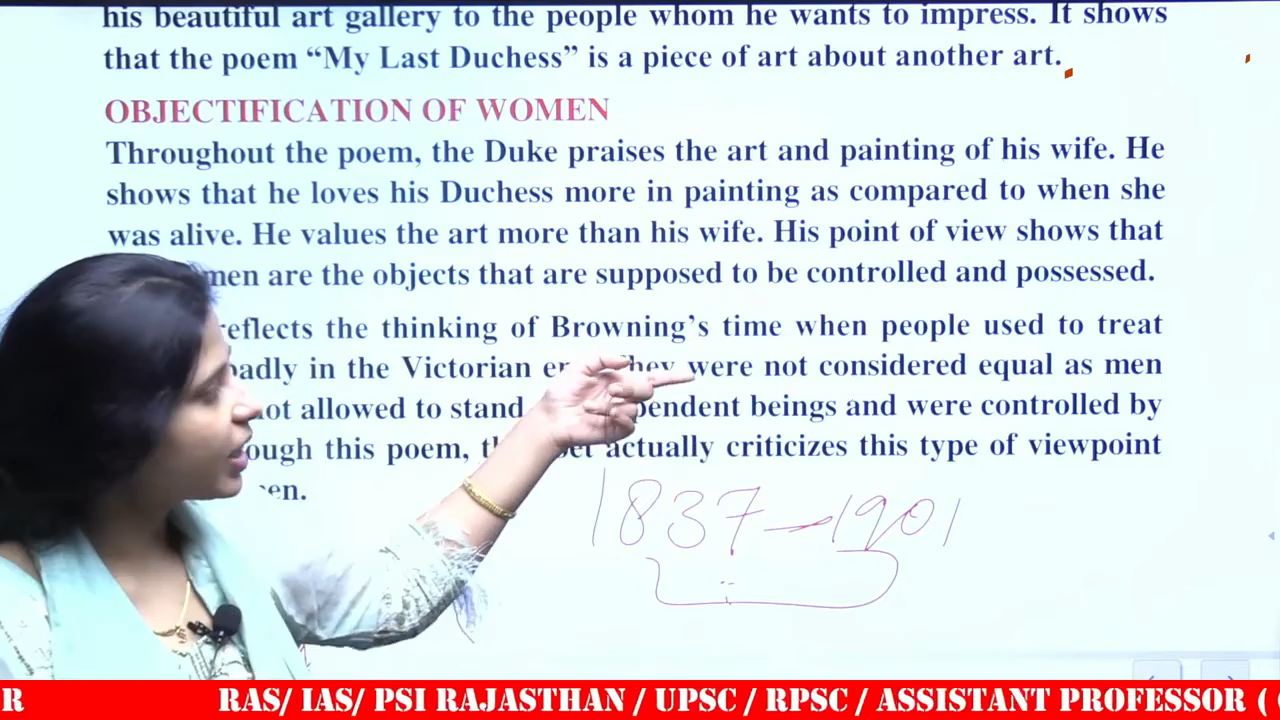 his beautiful art gallery to the people whom he wants to impress. It shows
that the poem “My Last Duchess” is a piece of art about another art.
OBJECTIFICATION OF WOMEN
Throughout the poem, the Duke praises the art and painting of his wife. He
shows that he loves his Duchess more in painting as compared to when she
was alive. He values the art more than his wife. His point of view shows that
men are the objects that are supposed to be controlled and possessed.
reflects the thinking of Browning’s time when people used to treat
badly in the Victorian They were not considered equal as men
not allowed to stand pendent beings and were controlled by
ough this poem, actually criticizes this type of viewpoint
en.
1837-1901
R RAS/ IAS/ PSI RAJASTHAN / UPSC / RPSC / ASSISTANT PROFESSOR (